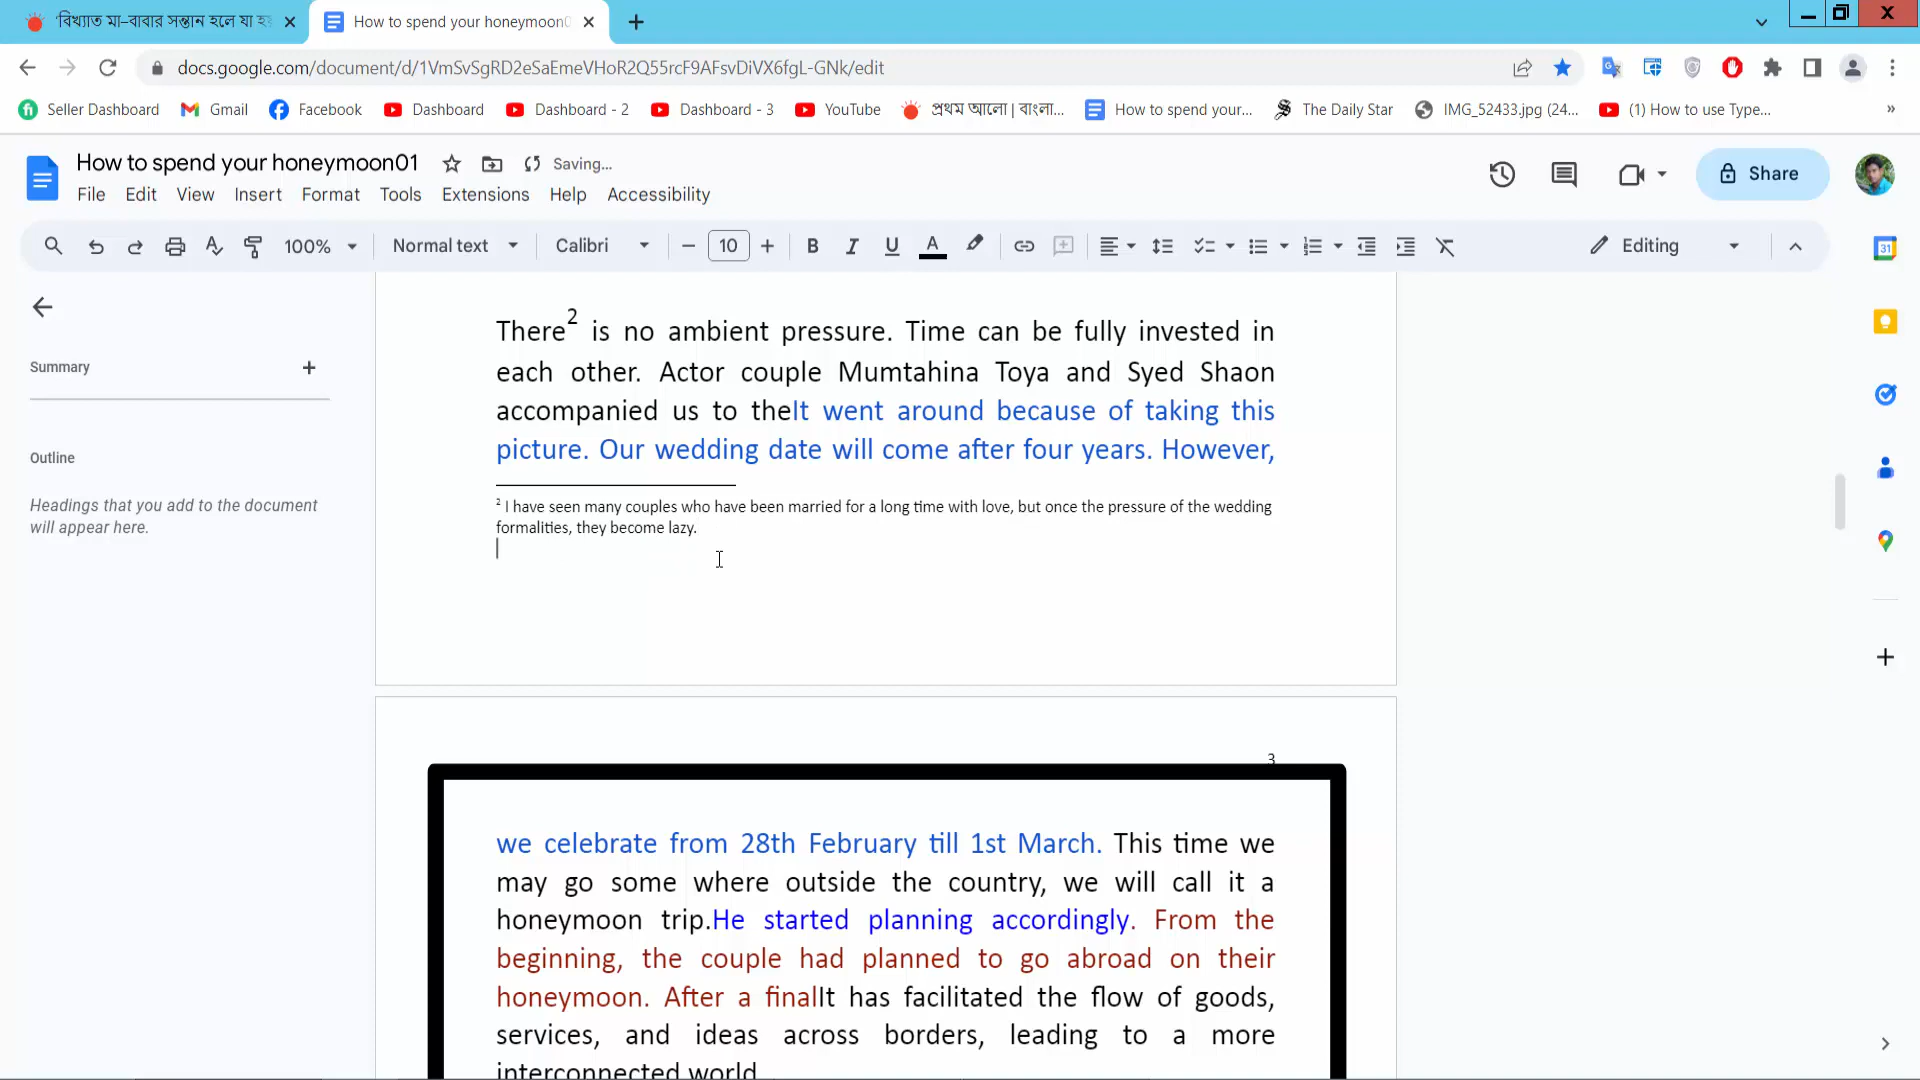 'বিখ্যাত মা–বাবার সন্তান হলে যা হয়
How to spend your honeymoon0
docs.google.com/document/d/1VmSvSgRD2eSaEmeVHoR2Q55rcF9AFsvDiVX6fgL-GNk/edit
Seller Dashboard Gmail Facebook Dashboard Dashboard - 2 Dashboard - 3 YouTube প্রথম আলো | বাংলা... How to spend your... The Daily Star IMG_52433.jpg (24... (1) How to use Type... »
How to spend your honeymoon01 Saving...
Share
File Edit View Insert Format Tools Extensions Help Accessibility
100% Normal text Calibri 10 B I U A Editing
31
There2 is no ambient pressure. Time can be fully invested in
each other. Actor couple Mumtahina Toya and Syed Shaon
accompanied us to theIt went around because of taking this
picture. Our wedding date will come after four years. However,
Summary
Outline
Headings that you add to the document
will appear here.
2 I have seen many couples who have been married for a long time with love, but once the pressure of the wedding
formalities, they become lazy.
3
we celebrate from 28th February till 1st March. This time we
may go some where outside the country, we will call it a
honeymoon trip.He started planning accordingly. From the
beginning, the couple had planned to go abroad on their
honeymoon. After a finalIt has facilitated the flow of goods,
services, and ideas across borders, leading to a more
interconnected world.